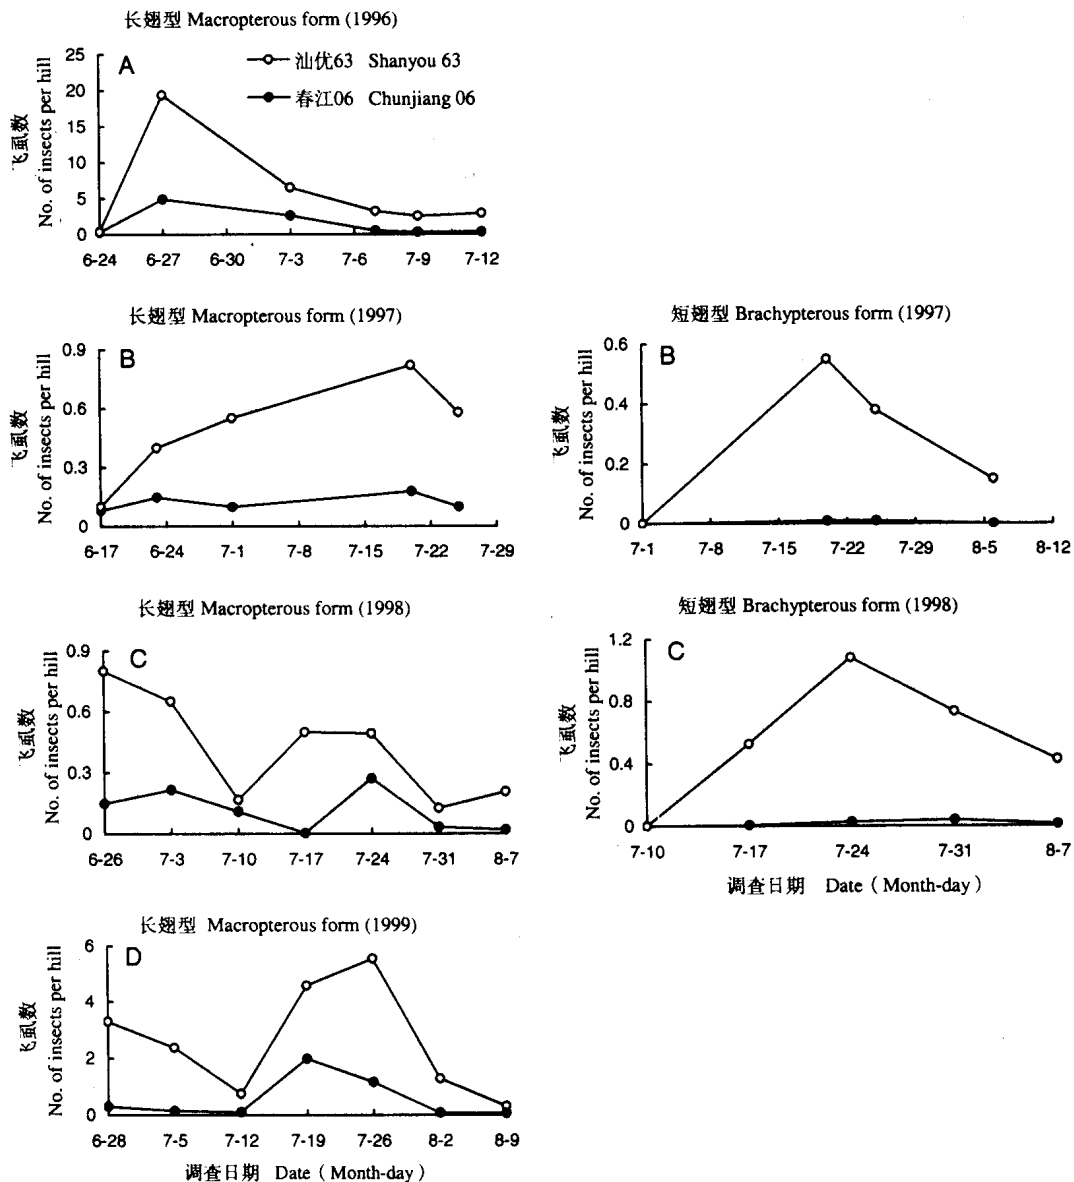 长翅型 Macropterous form (1996)
飞虱数
No. of insects per hill
25
20
15
10
5
0
A
汕优63 Shanyou 63
春江06 Chunjiang 06
6-24 6-27 6-30 7-3 7-6 7-9 7-12
长翅型 Macropterous form (1997)
飞虱数
No. of insects per hill
0.9
0.6
0.3
0
B
6-17 6-24 7-1 7-8 7-15 7-22 7-29
短翅型 Brachypterous form (1997)
飞虱数
No. of insects per hill
0.6
0.4
0.2
0
B
7-1 7-8 7-15 7-22 7-29 8-5 8-12
长翅型 Macropterous form (1998)
飞虱数
No. of insects per hill
0.9
0.6
0.3
0
C
6-26 7-3 7-10 7-17 7-24 7-31 8-7
短翅型 Brachypterous form (1998)
飞虱数
No. of insects per hill
1.2
0.8
0.4
0
C
7-10 7-17 7-24 7-31 8-7
调查日期 Date（Month-day）
长翅型 Macropterous form (1999)
飞虱数
No. of insects per hill
6
4
2
0
D
6-28 7-5 7-12 7-19 7-26 8-2 8-9
调查日期 Date（Month-day）